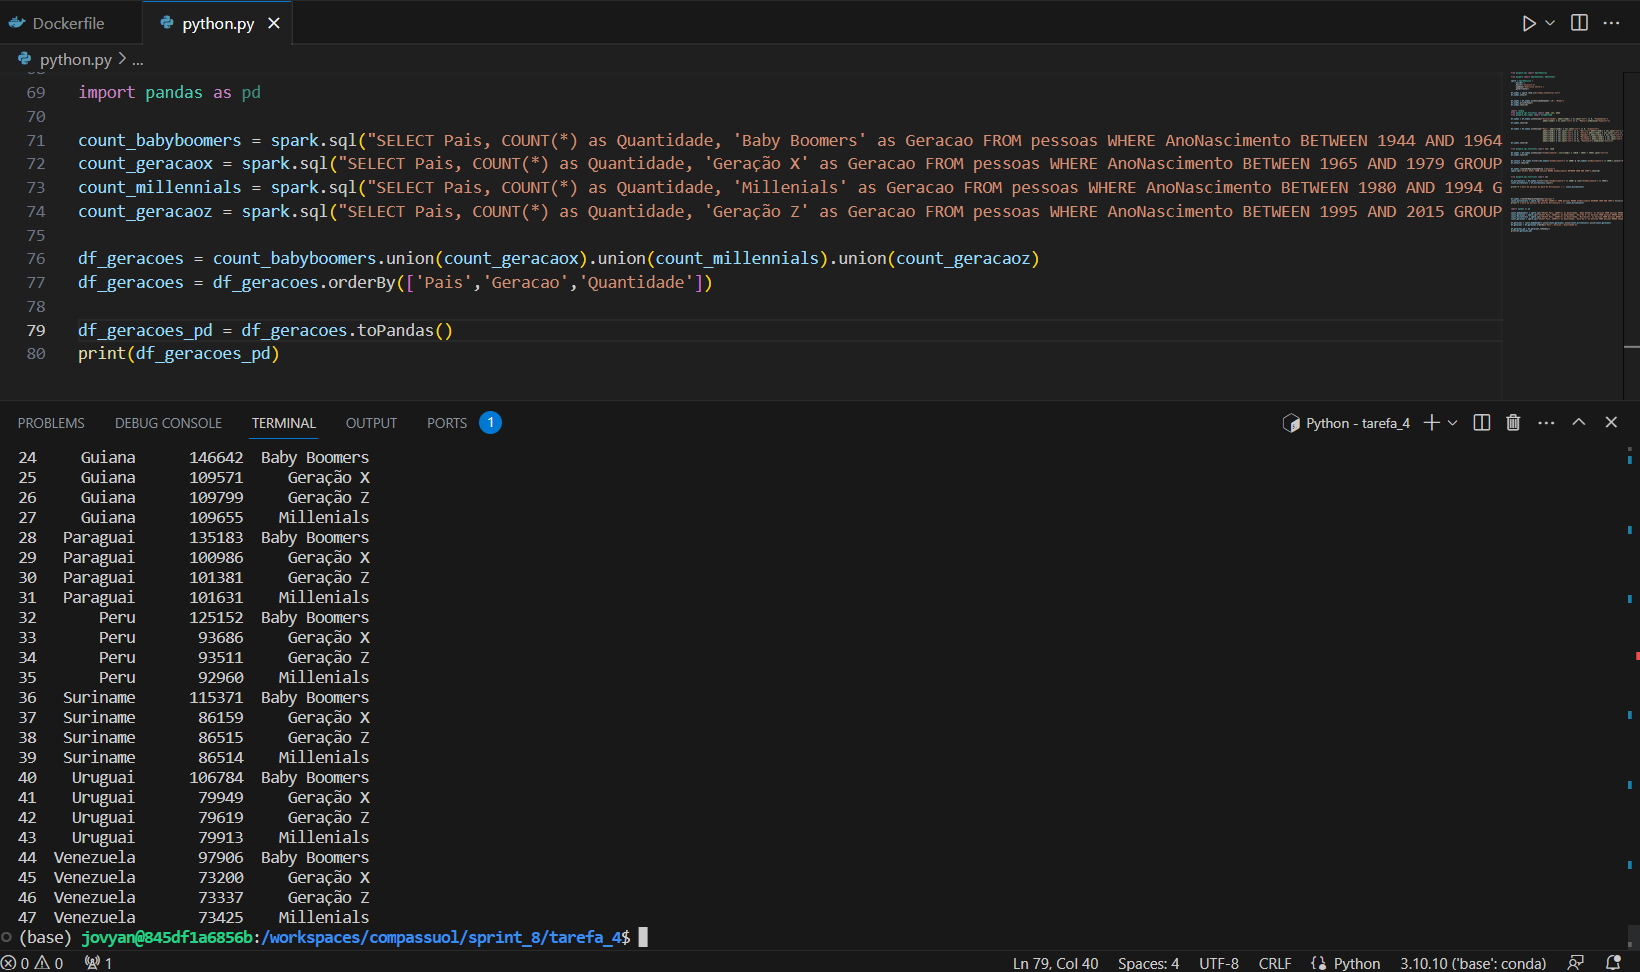 Dockerfile
python.py
python.py > ...
69 import pandas as pd
70
71 count_babyboomers = spark.sql("SELECT Pais, COUNT(*) as Quantidade, 'Baby Boomers' as Geracao FROM pessoas WHERE AnoNascimento BETWEEN 1944 AND 1964
72 count_geracaox = spark.sql("SELECT Pais, COUNT(*) as Quantidade, 'Geração X' as Geracao FROM pessoas WHERE AnoNascimento BETWEEN 1965 AND 1979 GROUP
73 count_millennials = spark.sql("SELECT Pais, COUNT(*) as Quantidade, 'Millenials' as Geracao FROM pessoas WHERE AnoNascimento BETWEEN 1980 AND 1994 G
74 count_geracaoz = spark.sql("SELECT Pais, COUNT(*) as Quantidade, 'Geração Z' as Geracao FROM pessoas WHERE AnoNascimento BETWEEN 1995 AND 2015 GROUP
75
76 df_geracoes = count_babyboomers.union(count_geracaox).union(count_millennials).union(count_geracaoz)
77 df_geracoes = df_geracoes.orderBy(['Pais','Geracao','Quantidade'])
78
79 df_geracoes_pd = df_geracoes.toPandas()
80 print(df_geracoes_pd)
PROBLEMS DEBUG CONSOLE TERMINAL OUTPUT PORTS 1 Python - tarefa_4
24 Guiana 146642 Baby Boomers
25 Guiana 109571 Geração X
26 Guiana 109799 Geração Z
27 Guiana 109655 Millenials
28 Paraguai 135183 Baby Boomers
29 Paraguai 100986 Geração X
30 Paraguai 101381 Geração Z
31 Paraguai 101631 Millenials
32 Peru 125152 Baby Boomers
33 Peru 93686 Geração X
34 Peru 93511 Geração Z
35 Peru 92960 Millenials
36 Suriname 115371 Baby Boomers
37 Suriname 86159 Geração X
38 Suriname 86515 Geração Z
39 Suriname 86514 Millenials
40 Uruguai 106784 Baby Boomers
41 Uruguai 79949 Geração X
42 Uruguai 79619 Geração Z
43 Uruguai 79913 Millenials
44 Venezuela 97906 Baby Boomers
45 Venezuela 73200 Geração X
46 Venezuela 73337 Geração Z
47 Venezuela 73425 Millenials
(base) jovyan@845df1a6856b:/workspaces/compassuol/sprint_8/tarefa_4$
0 0 1 Ln 79, Col 40 Spaces: 4 UTF-8 CRLF Python 3.10.10 ('base': conda)